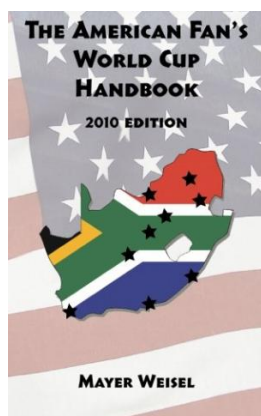 THE AMERICAN FAN'S
WORLD CUP
HANDBOOK
2010 EDITION
MAYER WEISEL